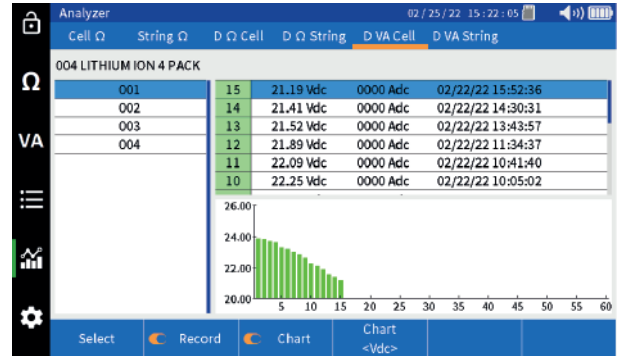 Analyzer 02/25/22 15:22:05
Cell Ω String Ω D Ω Cell D Ω String D VA Cell D VA String
004 LITHIUM ION 4 PACK
Ω
VA
001
002
003
004
15 21.19 Vdc 0000 Adc 02/22/22 15:52:36
14 21.41 Vdc 0000 Adc 02/22/22 14:30:31
13 21.52 Vdc 0000 Adc 02/22/22 13:43:57
12 21.89 Vdc 0000 Adc 02/22/22 11:34:37
11 22.09 Vdc 0000 Adc 02/22/22 10:41:40
10 22.25 Vdc 0000 Adc 02/22/22 10:05:02
26.00
24.00
22.00
20.00
5 10 15 20 25 30 35 40 45 50 55 60
Select Record Chart Chart
<Vdc>